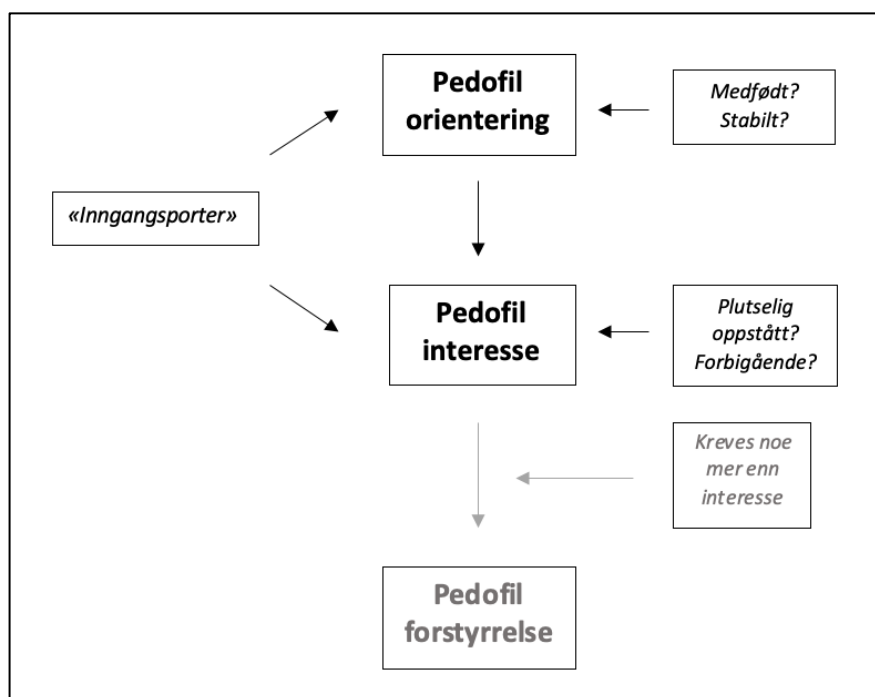 Pedofil
orientering
Medfødt?
Stabilt?
«Inngangsporter»
Pedofil
interesse
Plutselig
oppstått?
Forbigående?
Kreves noe
mer enn
interesse
Pedofil
forstyrrelse